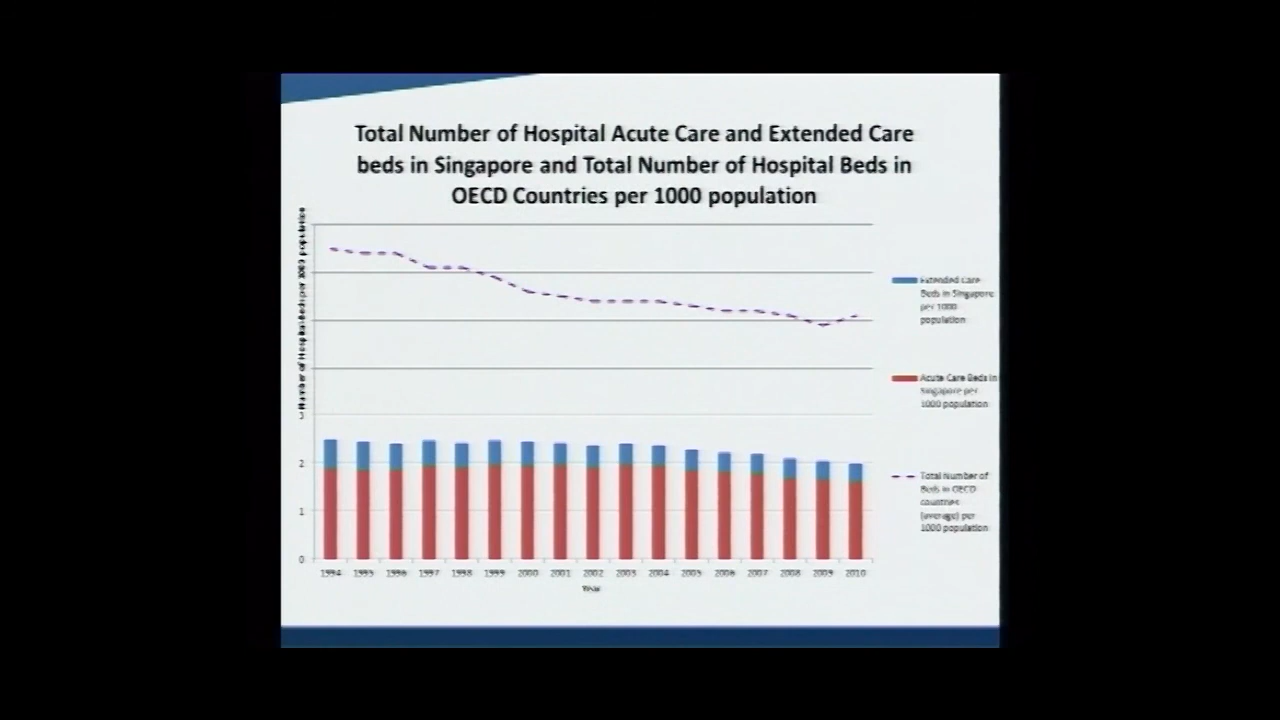 Total Number of Hospital Acute Care and Extended Care
beds in Singapore and Total Number of Hospital Beds in
OECD Countries per 1000 population
Number of Hospital Beds per 1000 population
3
2
1
0
1994 1995 1996 1997 1998 1999 2000 2001 2002 2003 2004 2005 2006 2007 2008 2009 2010
Year
Extended Care
Beds in Singapore
per 1000
population
Acute Care Beds in
Singapore per
1000 population
Total Number of
Beds in OECD
countries
(average) per
1000 population